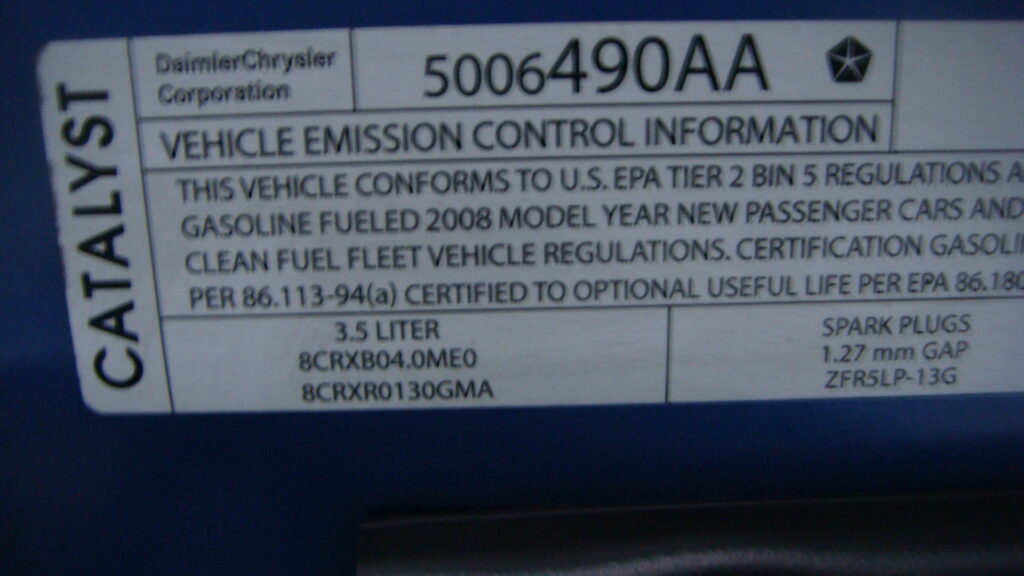 CATALYST
DaimlerChrysler
Corporation
5006490AA
VEHICLE EMISSION CONTROL INFORMATION
THIS VEHICLE CONFORMS TO U.S. EPA TIER 2 BIN 5 REGULATIONS A
GASOLINE FUELED 2008 MODEL YEAR NEW PASSENGER CARS AND
CLEAN FUEL FLEET VEHICLE REGULATIONS. CERTIFICATION GASOLI
PER 86.113-94(a) CERTIFIED TO OPTIONAL USEFUL LIFE PER EPA 86.180
3.5 LITER
8CRXB04.0ME0
8CRXR0130GMA
SPARK PLUGS
1.27 mm GAP
ZFR5LP-13G